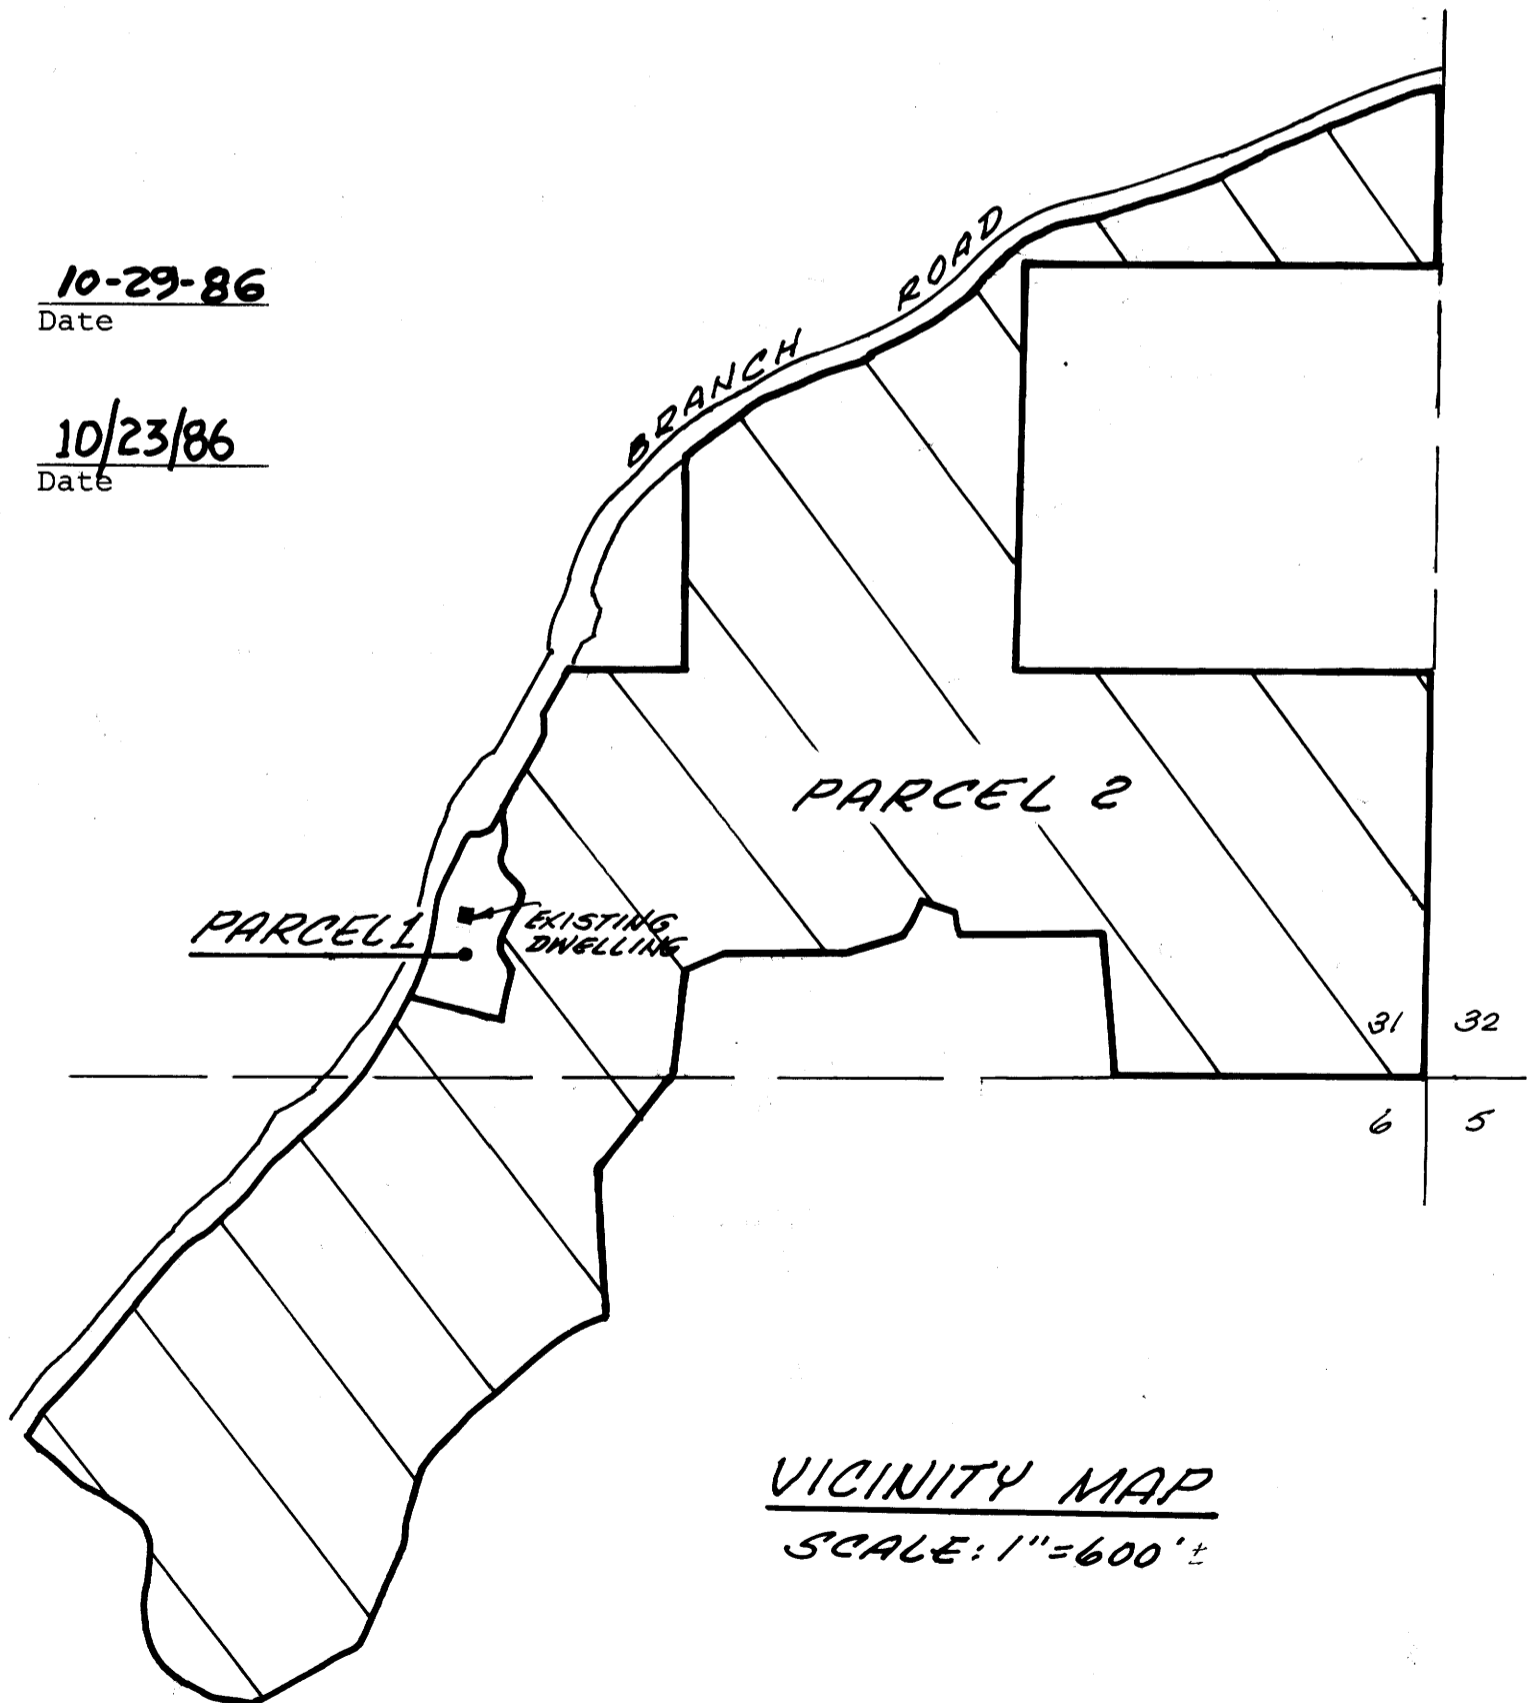 10-29-86
Date
10/23/86
Date
BRANCH ROAD
PARCEL 2
PARCEL 1
EXISTING
DWELLING
31 32
6 5
VICINITY MAP
SCALE: 1"=600'±